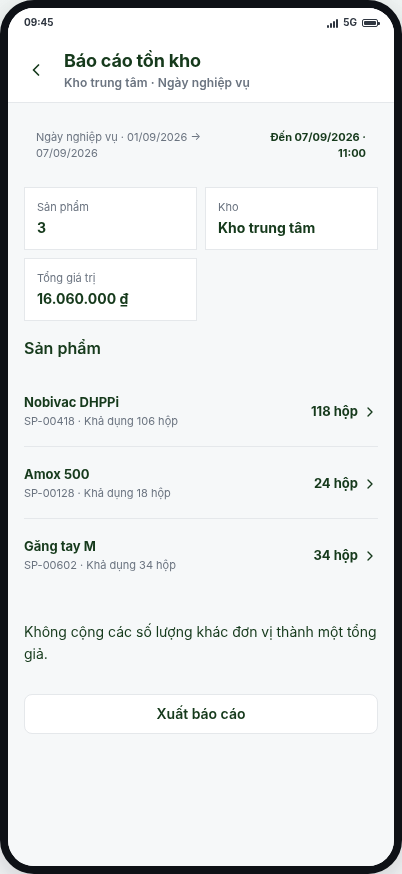 09:45
5G
Báo cáo tồn kho
Kho trung tâm · Ngày nghiệp vụ
Ngày nghiệp vụ · 01/09/2026 →
07/09/2026
Đến 07/09/2026 ·
11:00
Sản phẩm
3
Kho
Kho trung tâm
Tổng giá trị
16.060.000 ₫
Sản phẩm
Nobivac DHPPi
SP-00418 · Khả dụng 106 hộp
118 hộp
Amox 500
SP-00128 · Khả dụng 18 hộp
24 hộp
Găng tay M
SP-00602 · Khả dụng 34 hộp
34 hộp
Không cộng các số lượng khác đơn vị thành một tổng
giả.
Xuất báo cáo